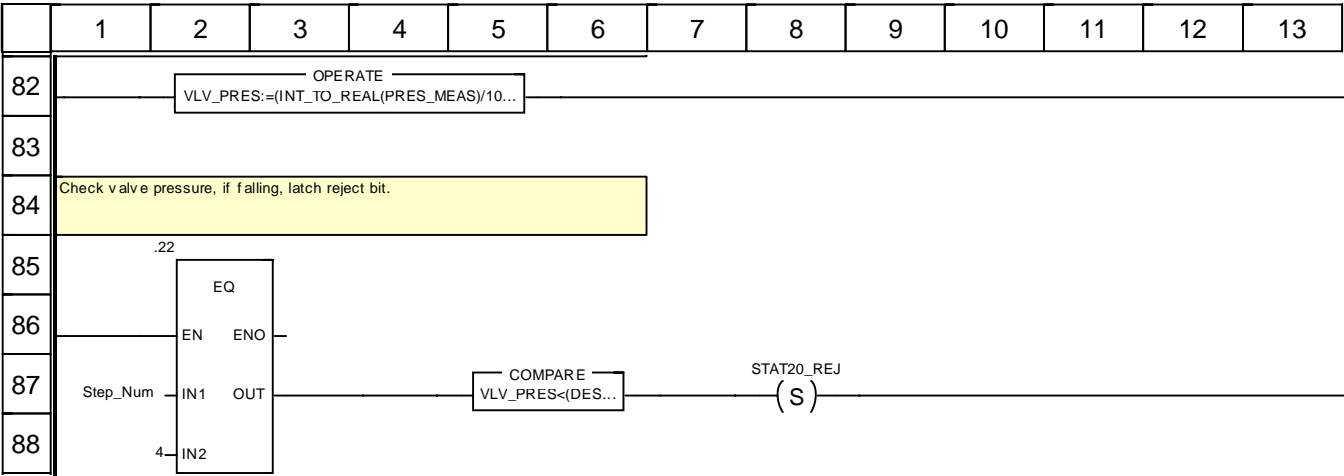 1 2 3 4 5 6 7 8 9 10 11 12 13
82
OPERATE
VLV_PRES:=(INT_TO_REAL(PRES_MEAS)/10...
83
84
Check valve pressure, if falling, latch reject bit.
85
.22
EQ
86
EN ENO
87
Step_Num
IN1 OUT
COMPARE
VLV_PRES<(DES...
STAT20_REJ
S
88
4
IN2